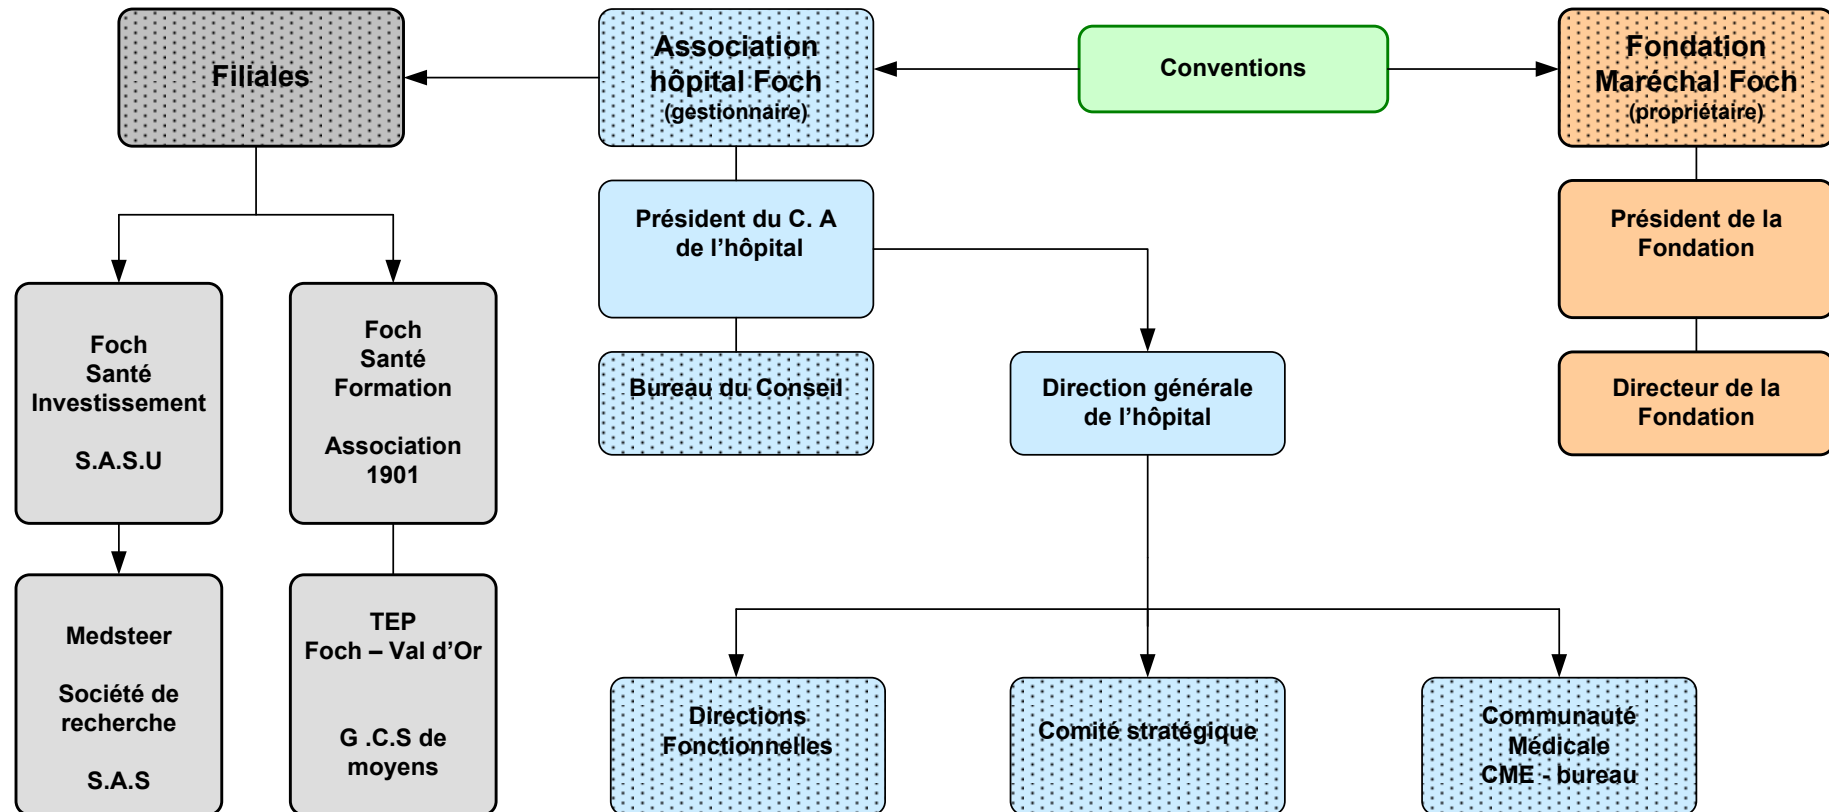 Filiales
Association
hôpital Foch
(gestionnaire)
Conventions
Fondation
Maréchal Foch
(propriétaire)
Président du C. A
de l’hôpital
Président de la
Fondation
Foch
Santé
Investissement
S.A.S.U
Foch
Santé
Formation
Association
1901
Bureau du Conseil
Direction générale
de l’hôpital
Directeur de la
Fondation
Medsteer
Société de
recherche
S.A.S
TEP
Foch – Val d’Or
G .C.S de
moyens
Directions
Fonctionnelles
Comité stratégique
Communauté
Médicale
CME - bureau